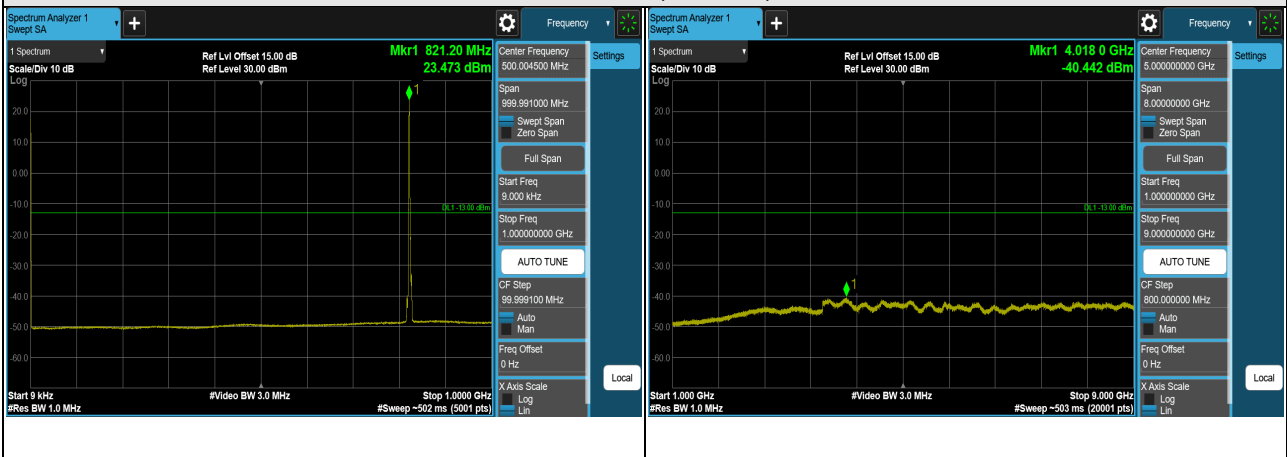 Spectrum Analyzer 1
Swept SA
+
Frequency
1 Spectrum
Scale/Div 10 dB
Ref Lvl Offset 15.00 dB
Ref Level 30.00 dBm
Mkr1 821.20 MHz
23.473 dBm
Log
1
20.0
10.0
0.00
-10.0
DL1 -13.00 dBm
-20.0
-30.0
-40.0
-50.0
-60.0
Start 9 kHz
#Video BW 3.0 MHz
Stop 1.0000 GHz
#Res BW 1.0 MHz
#Sweep ~502 ms (5001 pts)
Center Frequency
500.004500 MHz
Settings
Span
999.991000 MHz
Swept Span
Zero Span
Full Span
Start Freq
9.000 kHz
Stop Freq
1.000000000 GHz
AUTO TUNE
CF Step
99.999100 MHz
Auto
Man
Freq Offset
0 Hz
Local
X Axis Scale
Log
Lin
Spectrum Analyzer 1
Swept SA
+
Frequency
1 Spectrum
Scale/Div 10 dB
Ref Lvl Offset 15.00 dB
Ref Level 30.00 dBm
Mkr1 4.018 0 GHz
-40.442 dBm
Log
20.0
10.0
0.00
-10.0
DL1 -13.00 dBm
-20.0
-30.0
1
-40.0
-50.0
-60.0
Start 1.000 GHz
#Video BW 3.0 MHz
Stop 9.000 GHz
#Res BW 1.0 MHz
#Sweep ~503 ms (20001 pts)
Center Frequency
5.00000000 GHz
Settings
Span
8.00000000 GHz
Swept Span
Zero Span
Full Span
Start Freq
1.00000000 GHz
Stop Freq
9.00000000 GHz
AUTO TUNE
CF Step
800.000000 MHz
Auto
Man
Freq Offset
0 Hz
Local
X Axis Scale
Log
Lin